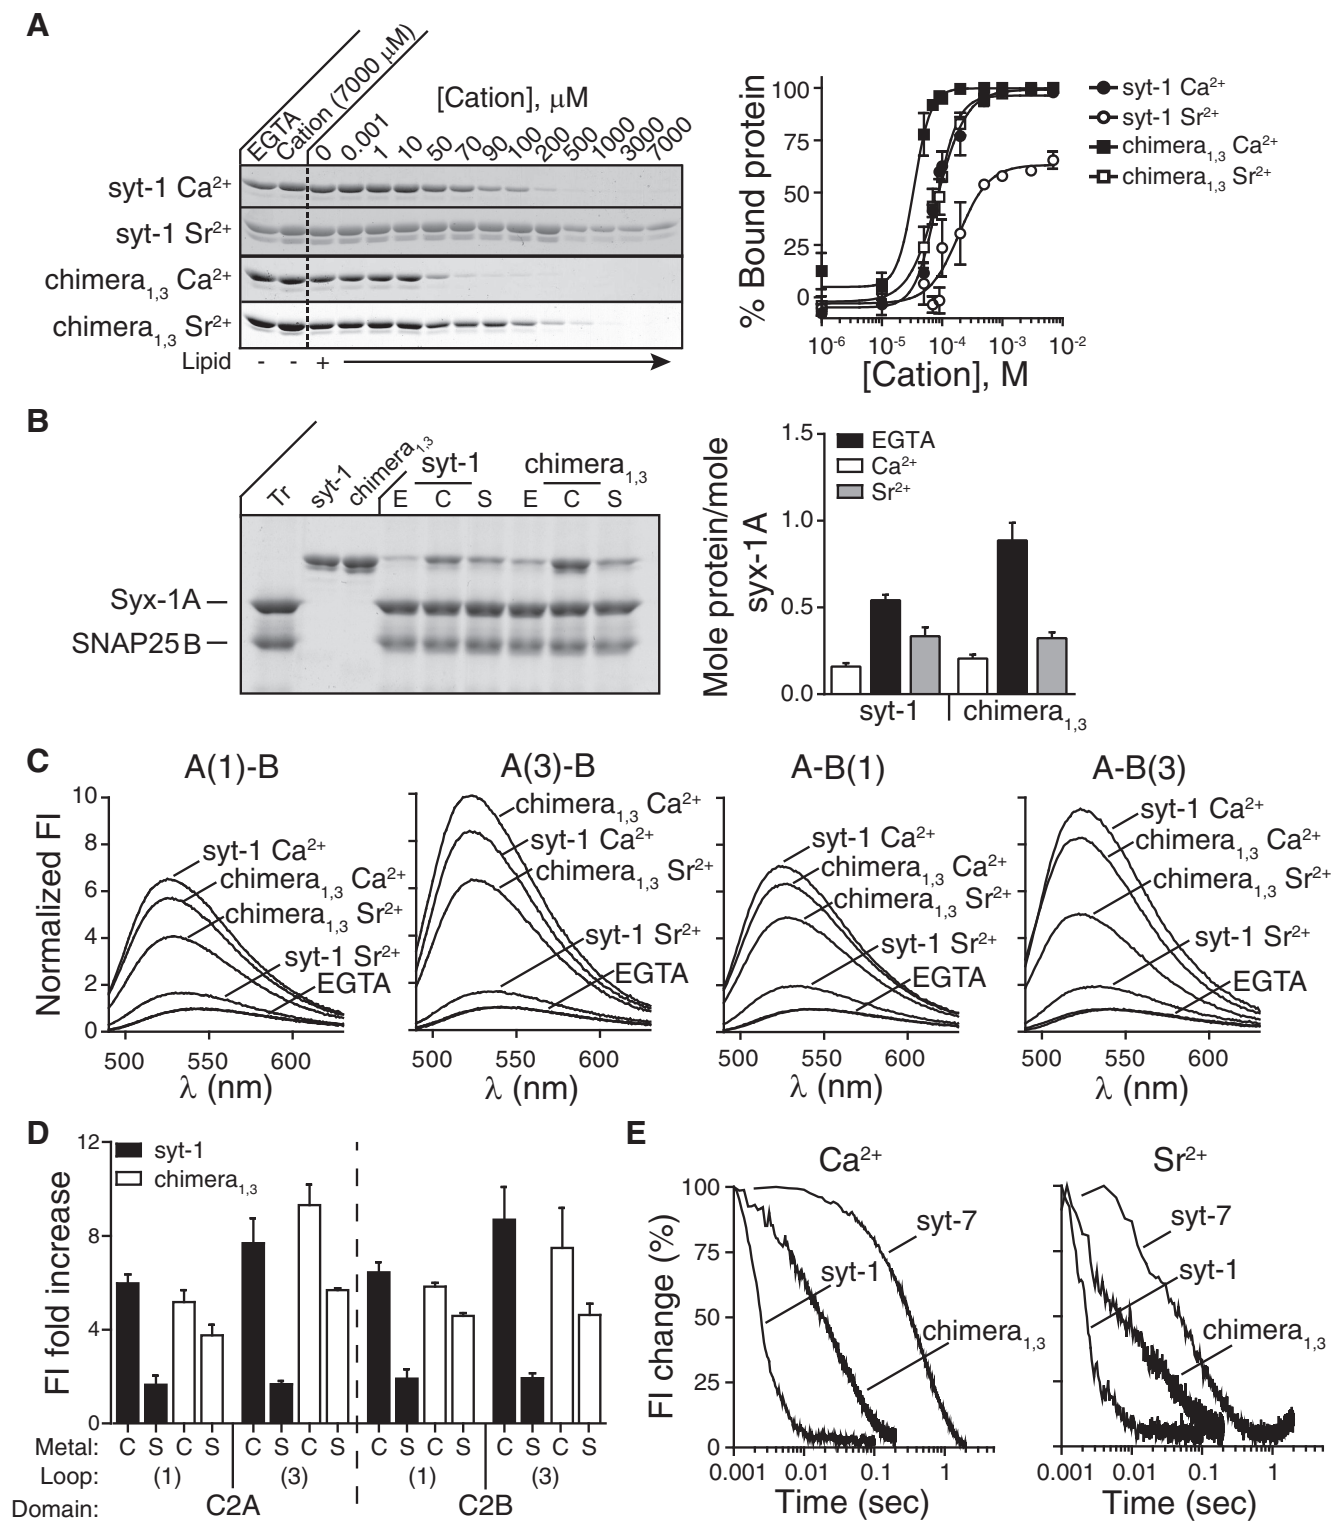 A
EGTA
Cation (7000 μM)
[Cation], μM
0 0.001 1 10 50 70 90 100 200 500 1000 3000 7000
syt-1 Ca2+
syt-1 Sr2+
chimera1,3 Ca2+
chimera1,3 Sr2+
Lipid - - +
% Bound protein
100
75
50
25
0
10-6 10-5 10-4 10-3 10-2
[Cation], M
syt-1 Ca2+
syt-1 Sr2+
chimera1,3 Ca2+
chimera1,3 Sr2+
B
Tr syt-1 chimera1,3
syt-1 chimera1,3
E C S E C S
Syx-1A
SNAP25B
Mole protein/mole
syx-1A
1.5
1.0
0.5
0.0
EGTA
Ca2+
Sr2+
syt-1 chimera1,3
C
Normalized FI
10
8
6
4
2
0
A(1)-B
syt-1 Ca2+
chimera1,3 Ca2+
chimera1,3 Sr2+
syt-1 Sr2+
EGTA
500 550 600
λ (nm)
A(3)-B
chimera1,3 Ca2+
syt-1 Ca2+
chimera1,3 Sr2+
syt-1 Sr2+
EGTA
500 550 600
λ (nm)
A-B(1)
syt-1 Ca2+
chimera1,3 Ca2+
chimera1,3 Sr2+
syt-1 Sr2+
EGTA
500 550 600
λ (nm)
A-B(3)
syt-1 Ca2+
chimera1,3 Ca2+
chimera1,3 Sr2+
syt-1 Sr2+
EGTA
500 550 600
λ (nm)
D
FI fold increase
12
8
4
0
syt-1
chimera1,3
Metal: C S C S C S C S C S C S C S C S
Loop: (1) (3) (1) (3)
Domain: C2A C2B
E
FI change (%)
100
75
50
25
0
Ca2+
syt-7
syt-1
chimera1,3
0.001 0.01 0.1 1
Time (sec)
Sr2+
syt-7
syt-1
chimera1,3
0.001 0.01 0.1 1
Time (sec)